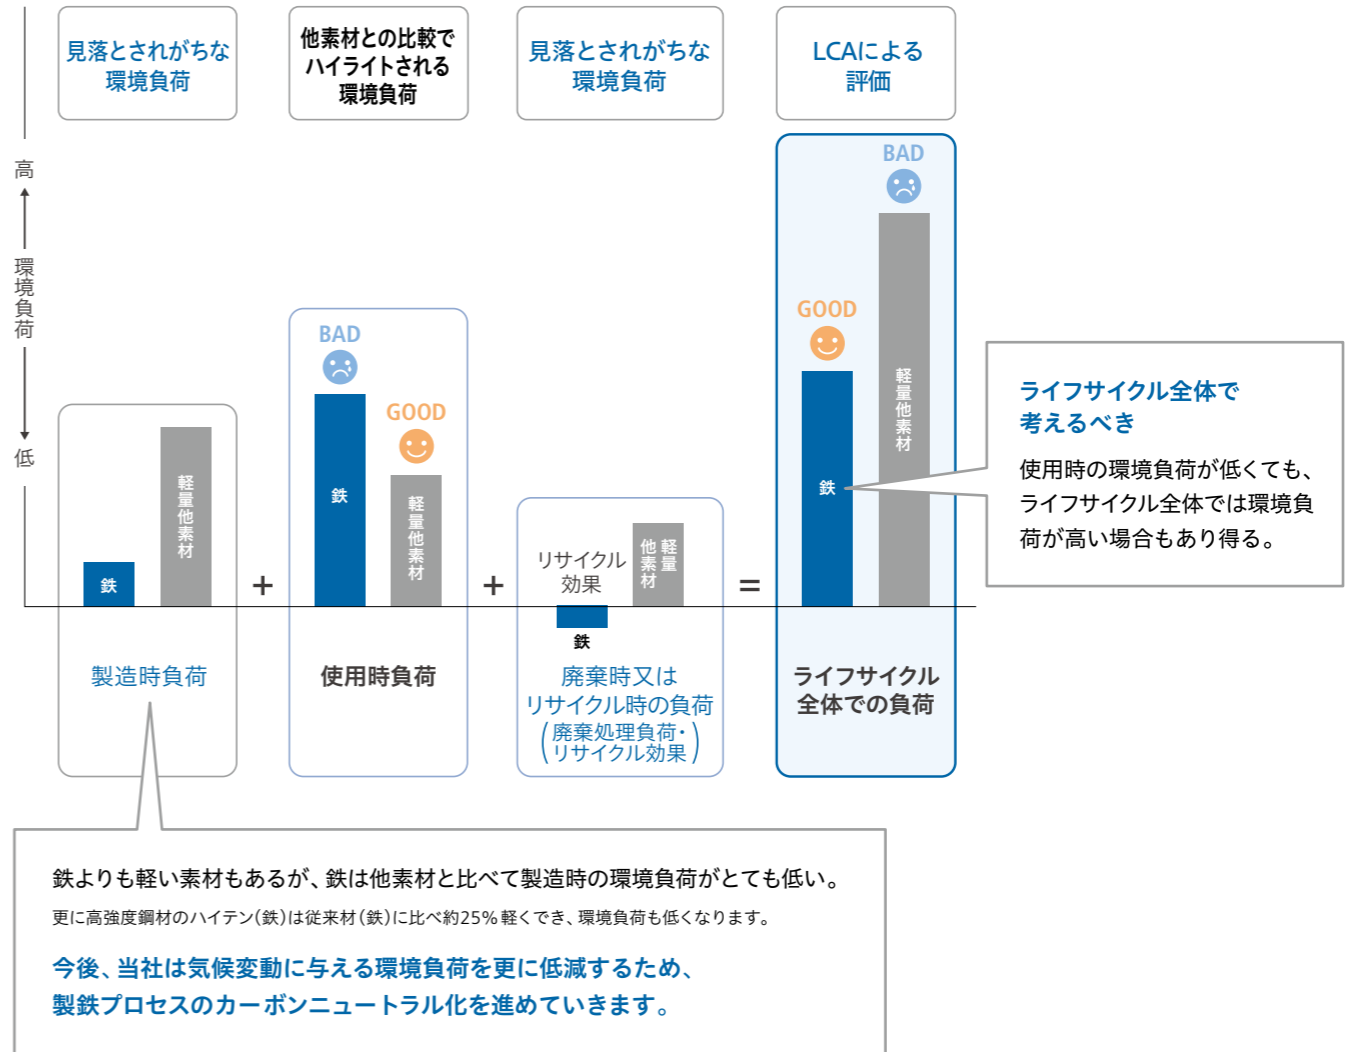 見落とされがちな
環境負荷
他素材との比較で
ハイライトされる
環境負荷
見落とされがちな
環境負荷
LCAによる
評価
高
環境負荷
低
BAD
GOOD
BAD
GOOD
鉄
軽量他素材
+
鉄
軽量他素材
+
リサイクル
効果
鉄
軽量
他素材
=
鉄
軽量他素材
製造時負荷
使用時負荷
廃棄時又は
リサイクル時の負荷
(廃棄処理負荷・
リサイクル効果)
ライフサイクル
全体での負荷
ライフサイクル全体で
考えるべき
使用時の環境負荷が低くても、
ライフサイクル全体では環境負
荷が高い場合もあり得る。
鉄よりも軽い素材もあるが、鉄は他素材と比べて製造時の環境負荷がとても低い。
更に高強度鋼材のハイテン(鉄)は従来材(鉄)に比べ約25%軽くでき、環境負荷も低くなります。
今後、当社は気候変動に与える環境負荷を更に低減するため、
製鉄プロセスのカーボンニュートラル化を進めていきます。